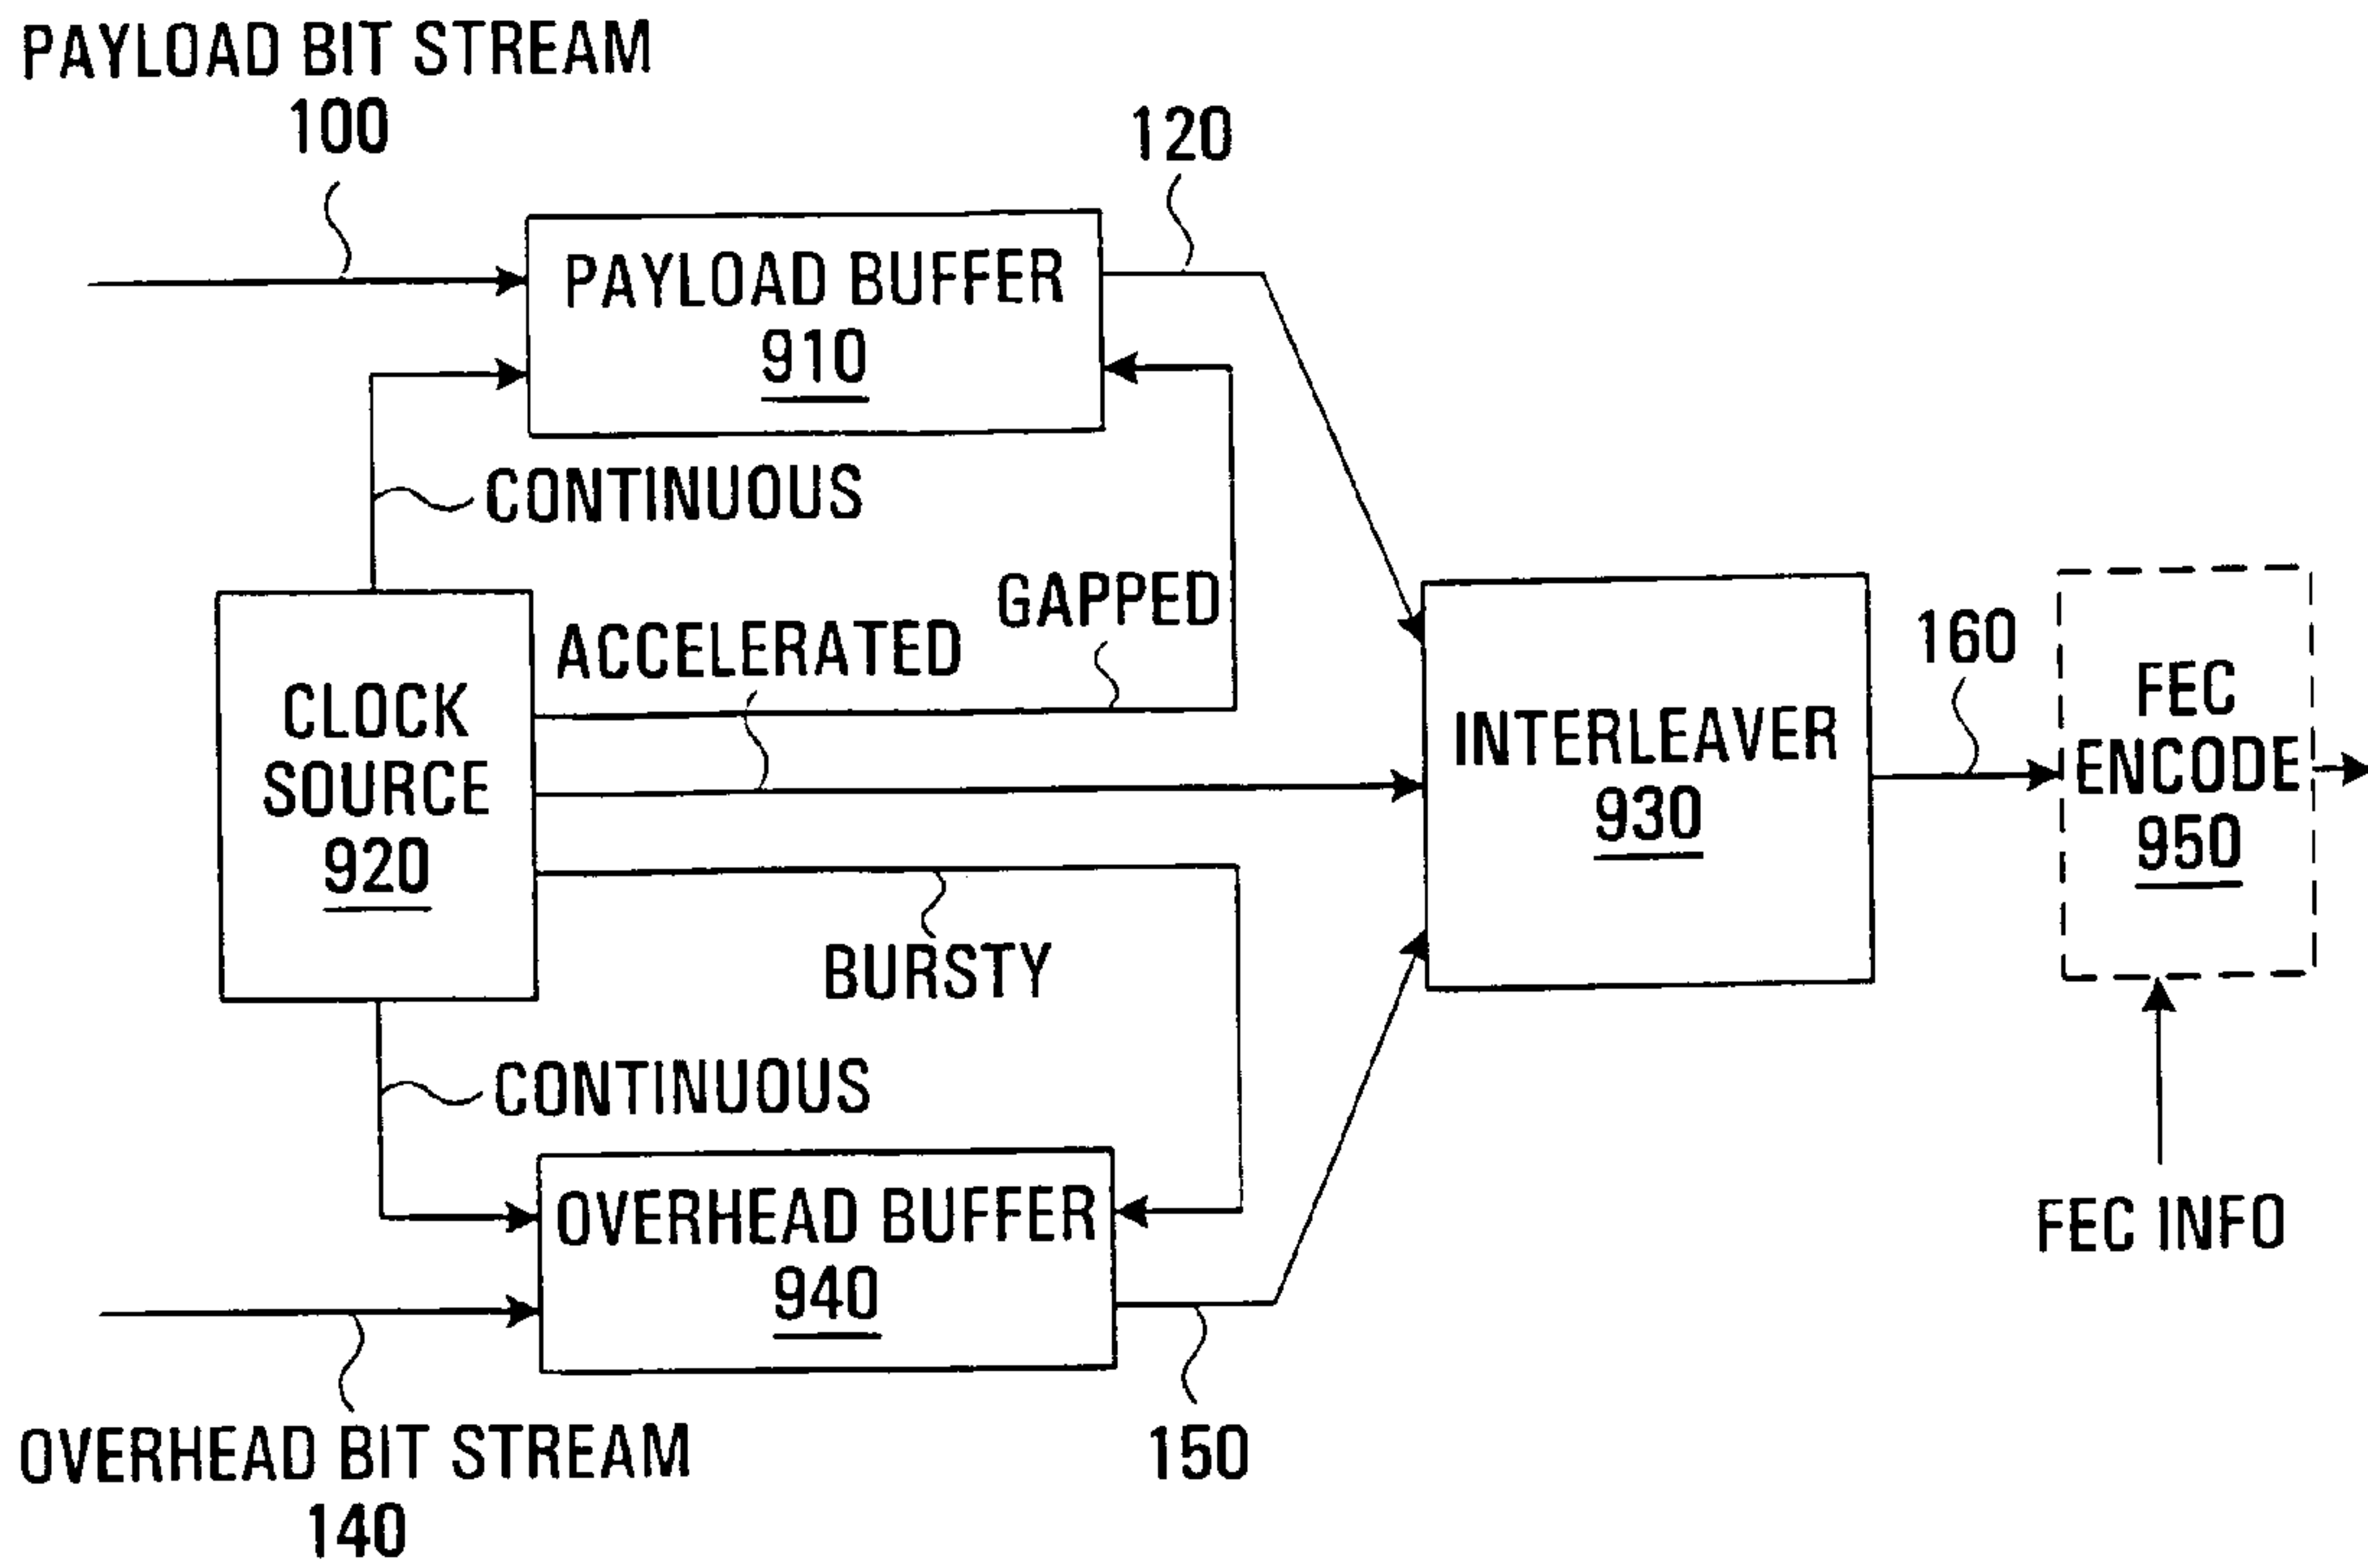 PAYLOAD BIT STREAM
100
120
PAYLOAD BUFFER
910
CONTINUOUS
GAPPED
ACCELERATED
CLOCK
SOURCE
920
INTERLEAVER
930
160
FEC
ENCODE
950
BURSTY
CONTINUOUS
OVERHEAD BUFFER
940
FEC INFO
OVERHEAD BIT STREAM
140
150